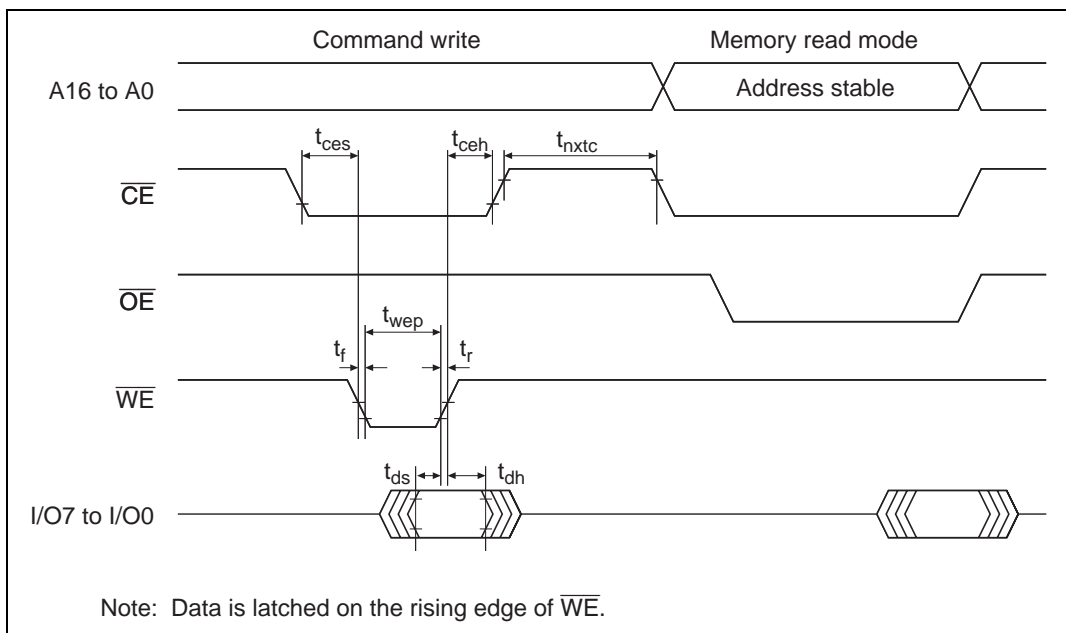 Command write
Memory read mode
A16 to A0
Address stable
tces
tceh
tnxtc
CE
OE
twep
tf
tr
WE
tds
tdh
I/O7 to I/O0
Note: Data is latched on the rising edge of WE.